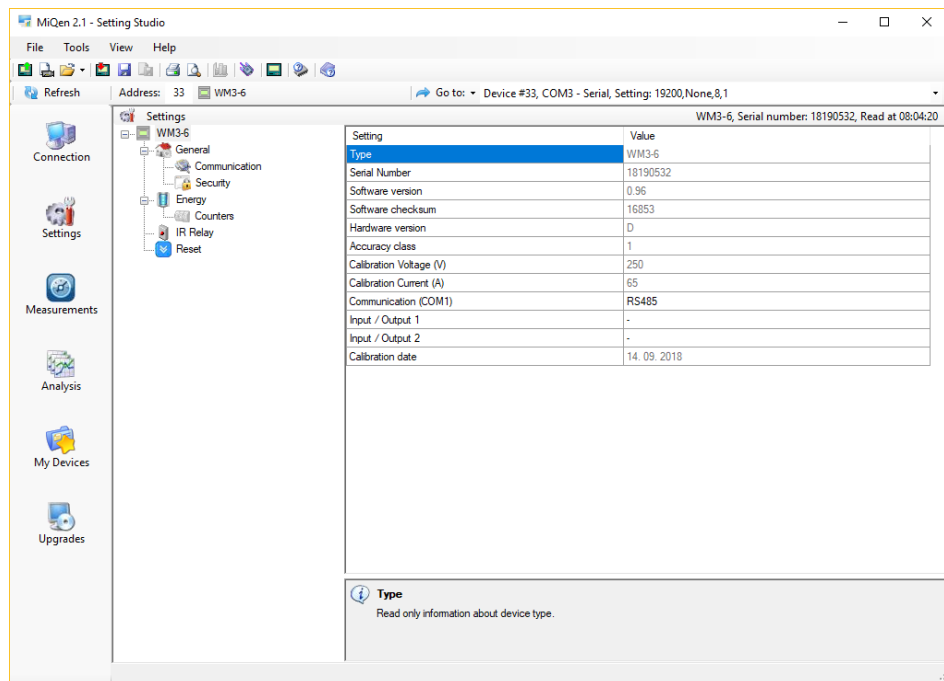 MiQen 2.1 - Setting Studio
File Tools View Help
Refresh Address: 33 WM3-6 Go to: Device #33, COM3 - Serial, Setting: 19200,None,8,1
Settings WM3-6, Serial number: 18190532, Read at 08:04:20
Connection
Settings
Measurements
Analysis
My Devices
Upgrades
WM3-6
General
Communication
Security
Energy
Counters
IR Relay
Reset
Setting Value
Type WM3-6
Serial Number 18190532
Software version 0.96
Software checksum 16853
Hardware version D
Accuracy class 1
Calibration Voltage (V) 250
Calibration Current (A) 65
Communication (COM1) RS485
Input / Output 1 -
Input / Output 2 -
Calibration date 14. 09. 2018
Type
Read only information about device type.